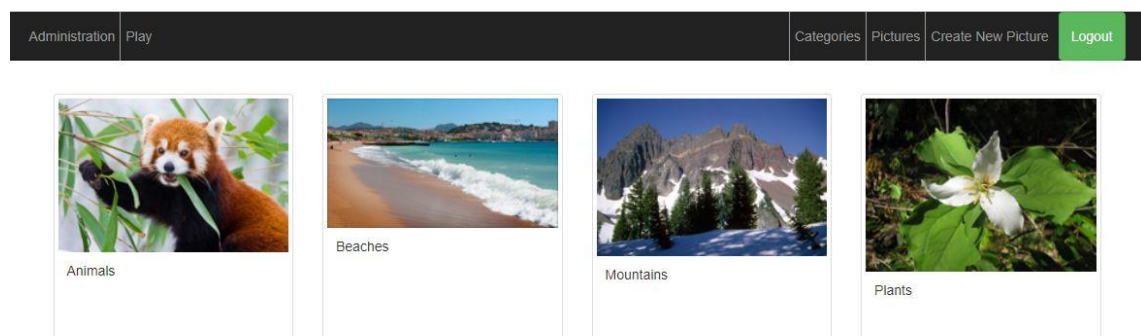 Administration Play Categories Pictures Create New Picture Logout
Animals
Beaches
Mountains
Plants